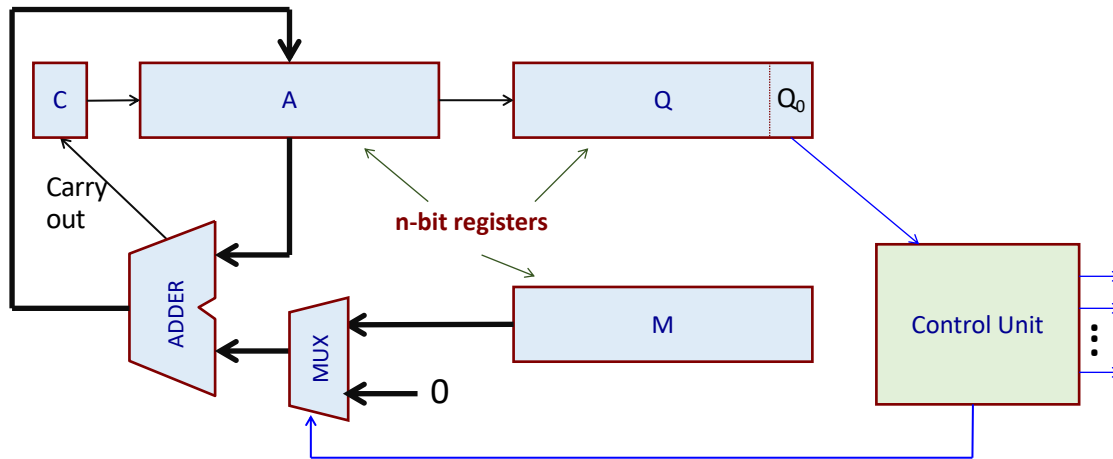 C
A
Q
Q₀
Carry
out
n-bit registers
ADDER
MUX
M
0
Control Unit